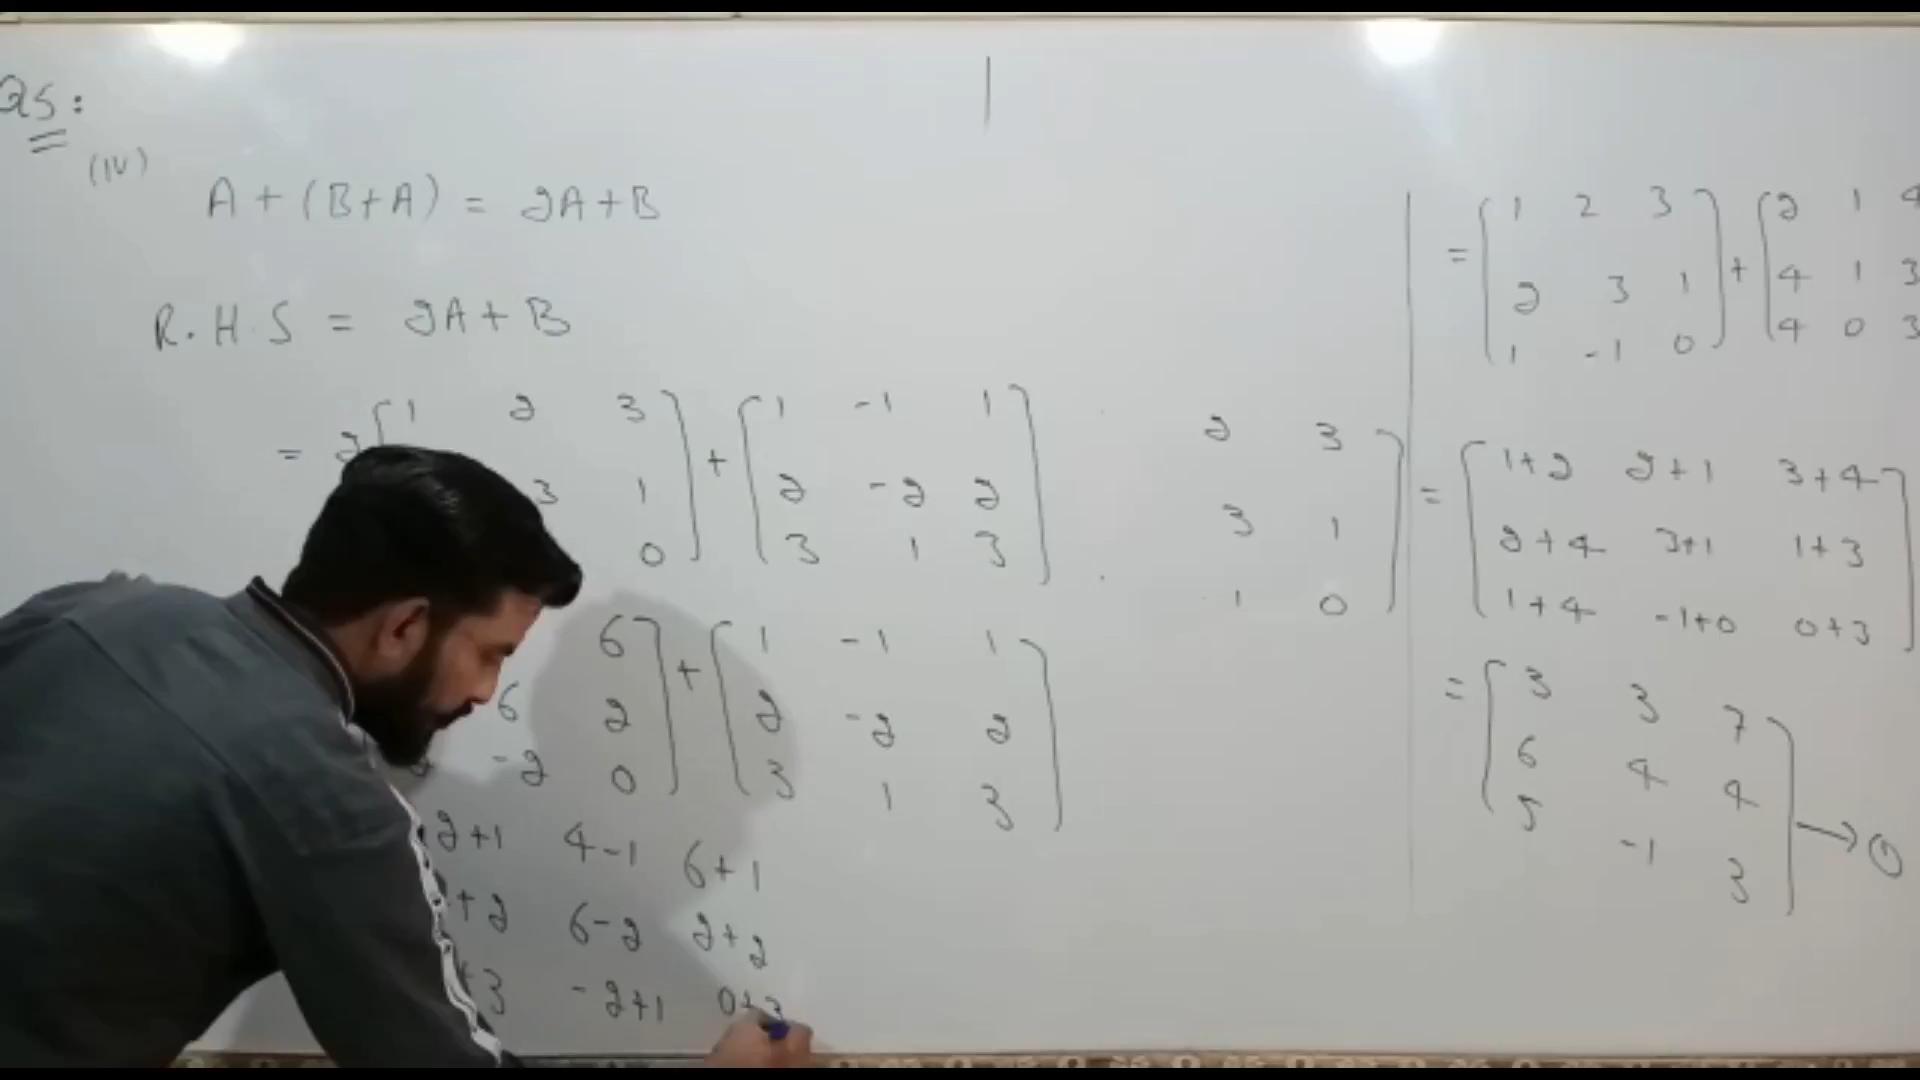 Q5:
(IV)
A + (B+A) = 2A+B
R.H.S = 2A+B
= 2[1 2 3] + [1 -1 1]
3 1 2 -2 2
0 3 1 3
6] + [1 -1 1]
6 2 2 -2 2
2 -2 0 3 1 3
2+1 4-1 6+1
+2 6-2 2+2
+3 -2+1 0+3
2 3
3 1
1 0
= [1 2 3] + [2 1 4
2 3 1 4 1 3
1 -1 0 4 0 3
= [1+2 2+1 3+4]
2+4 3+1 1+3
1+4 -1+0 0+3
= [3 3 7]
6 4 4
5 -1 3 → ①